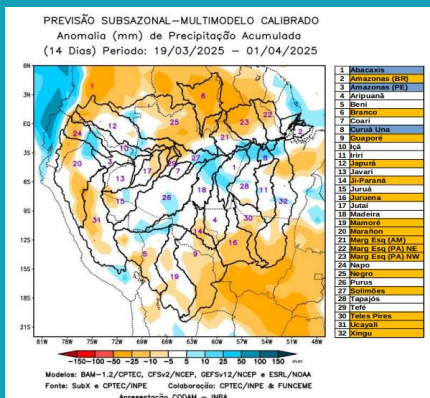 PREVISÃO SUBSAZONAL-MULTIMODELO CALIBRADO
Anomalia (mm) de Precipitação Acumulada
(14 Dias) Periodo: 19/03/2025 - 01/04/2025
6N
3N
EQ
3S
6S
9S
12S
15S
18S
21S
81W 78W 75W 72W 69W 66W 63W 60W 57W 54W 51W 48W
-150 -100 -50 -25 -10 -5 5 10 25 50 100 150 mm
Modelos: BAM-1.2/CPTEC, CFSv2/NCEP, GEFSv12/NCEP e ESRL/NOAA
Fonte: SubX e CPTEC/INPE Colaboração: CPTEC/INPE & FUNCEME
Apresentação CODAM - INPA
1 Abacaxis
2 Amazonas (BR)
3 Amazonas (PE)
4 Aripuanã
5 Beni
6 Branco
7 Coari
8 Curuá Una
9 Guaporé
10 Içá
11 Iriri
12 Japurá
13 Javari
14 Ji-Paraná
15 Juruá
16 Juruena
17 Jutaí
18 Madeira
19 Mamoré
20 Marañon
21 Marg Esq (AM)
22 Marg Esq (PA) NE
23 Marg Esq (PA) NW
24 Napo
25 Negro
26 Purus
27 Solimões
28 Tapajós
29 Tefé
30 Teles Pires
31 Ucayali
32 Xingu